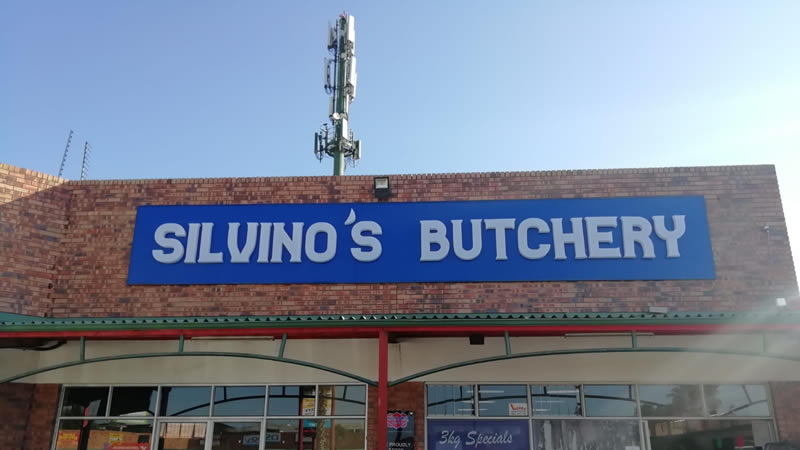 SILVINO'S BUTCHERY
PROUDLY
3kg Specials